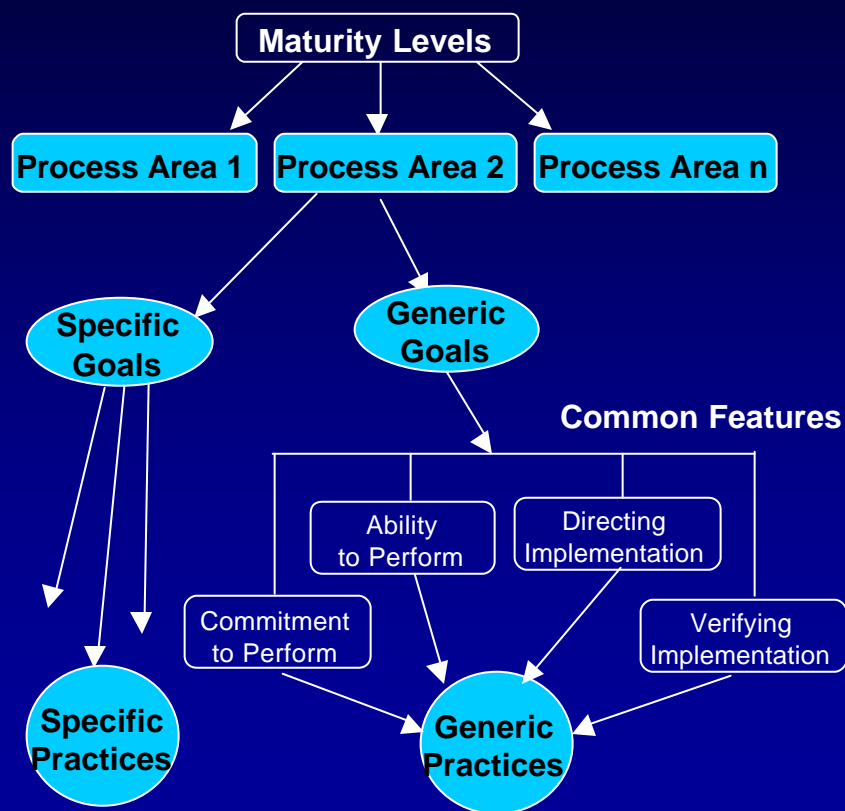 Maturity Levels
Process Area 1
Process Area 2
Process Area n
Specific
Goals
Generic
Goals
Common Features
Ability
to Perform
Directing
Implementation
Commitment
to Perform
Verifying
Implementation
Specific
Practices
Generic
Practices